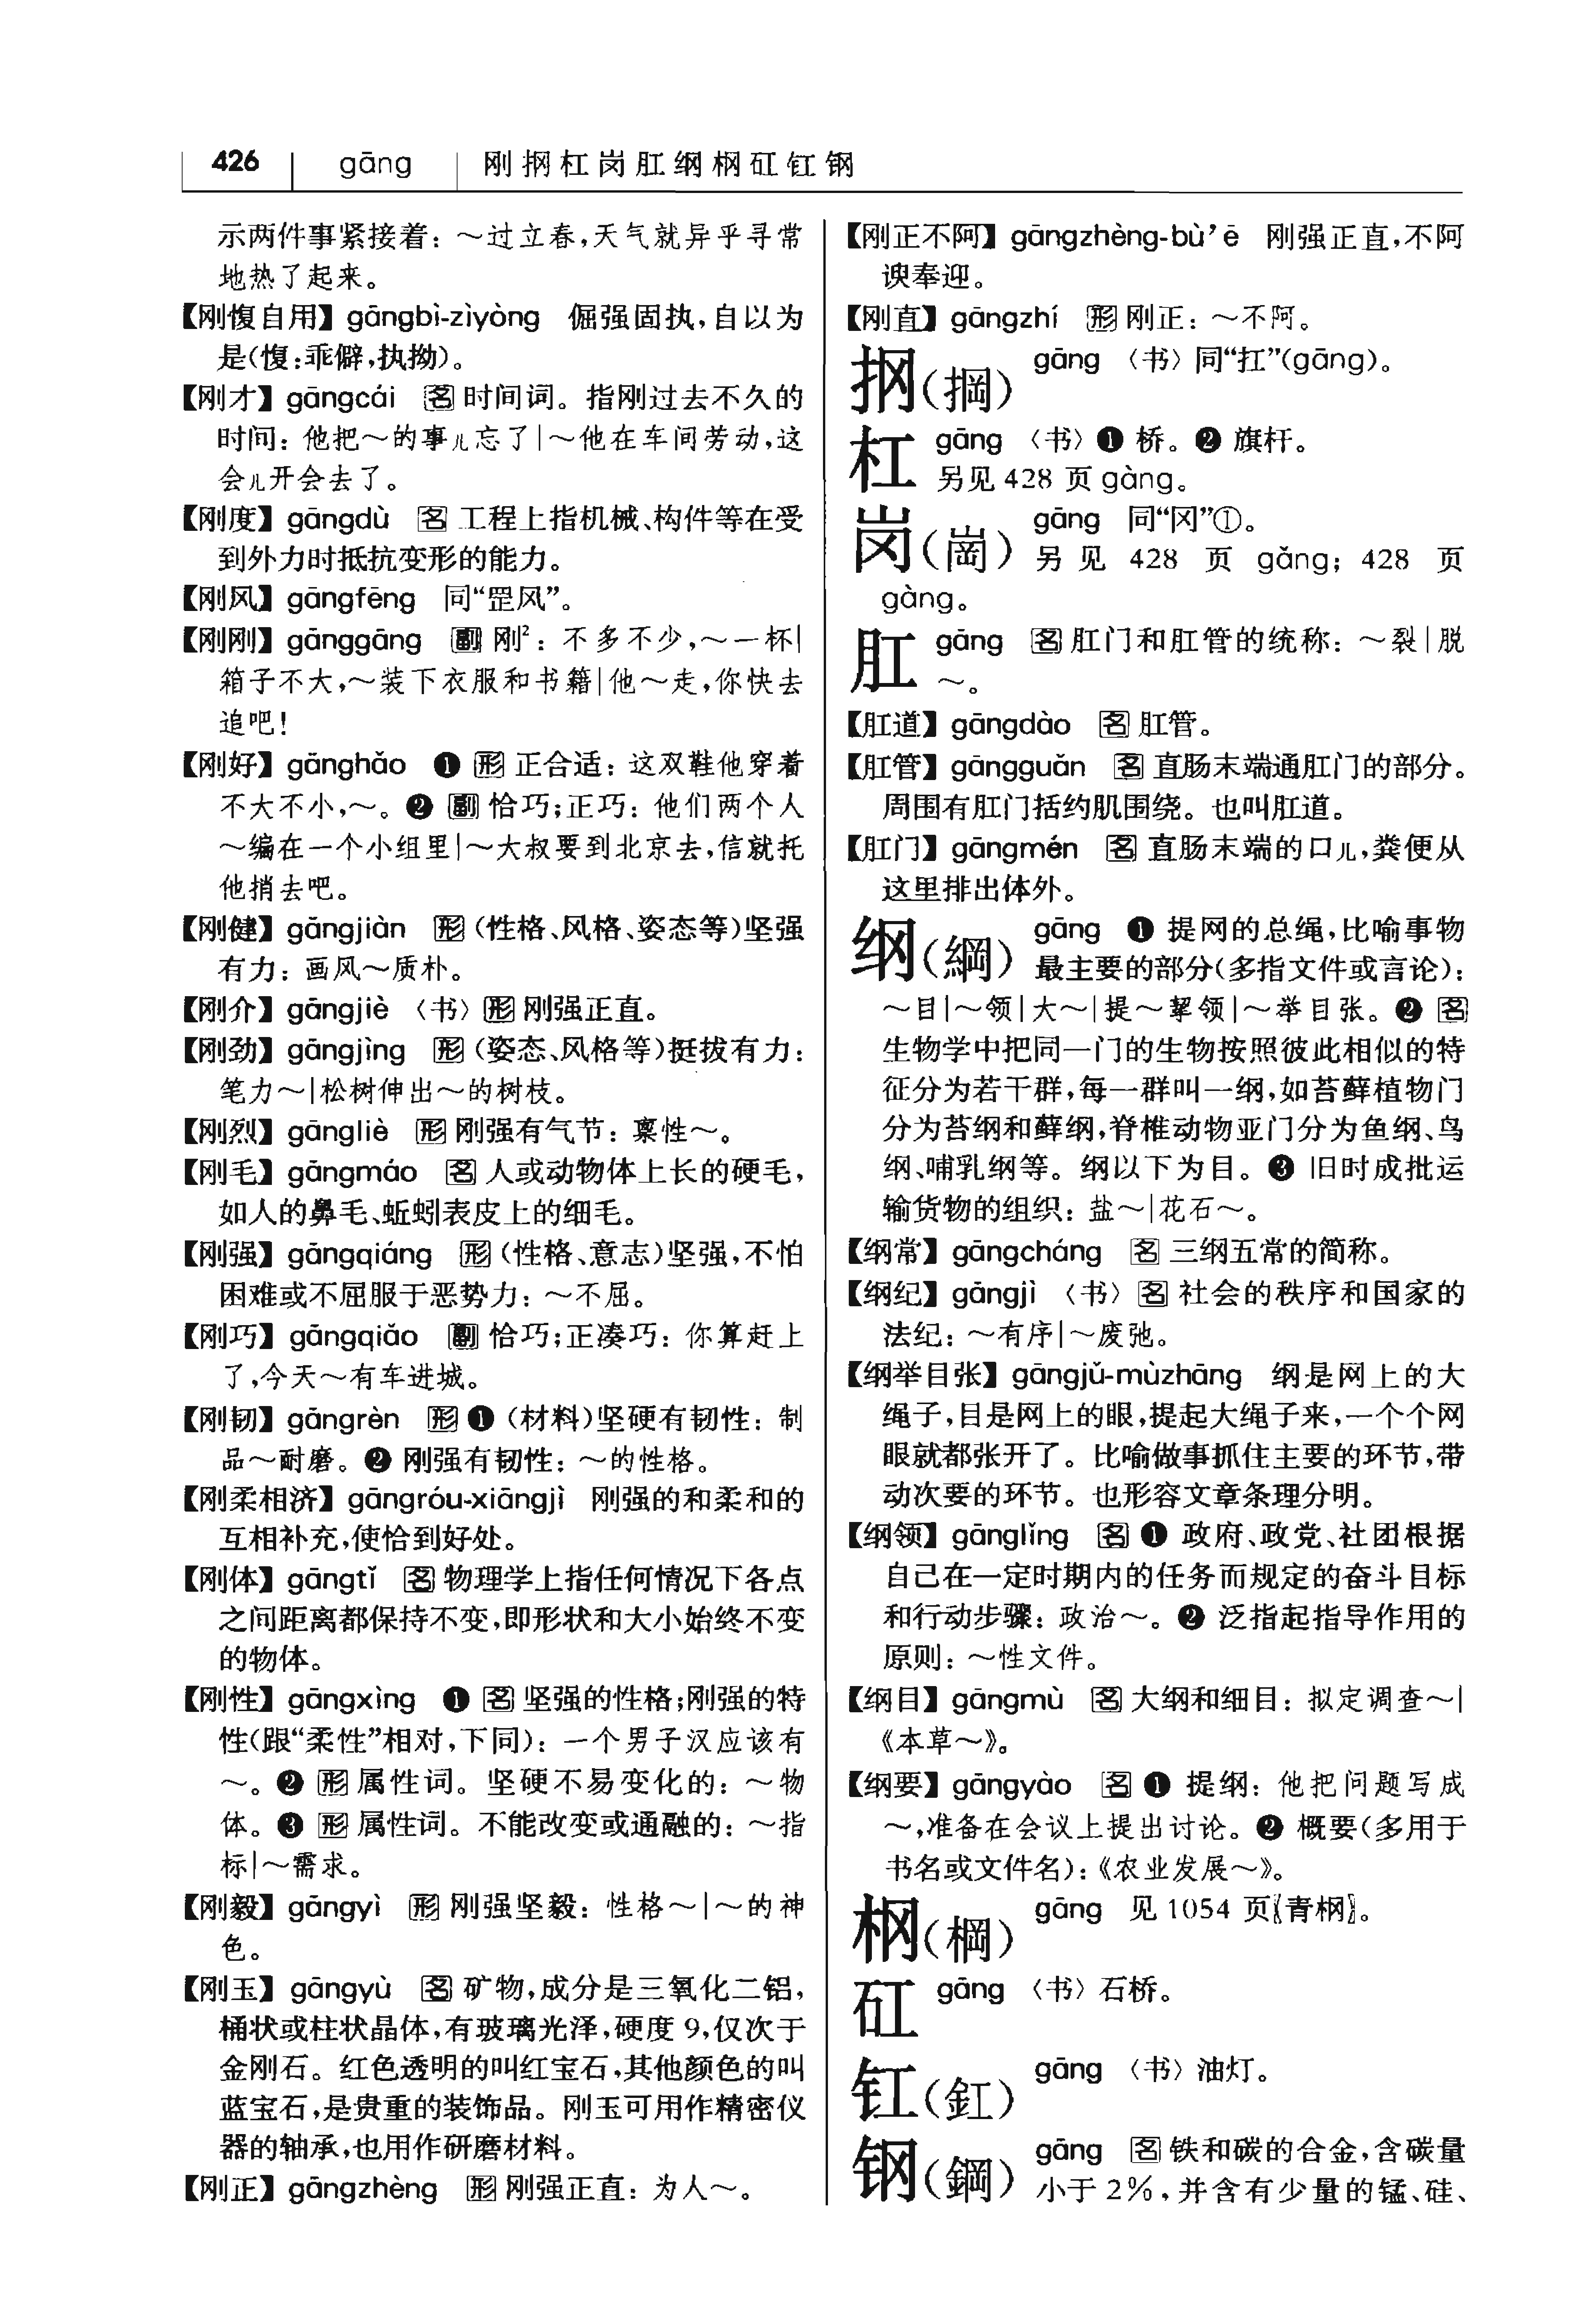 426 gāng 刚㧏杠岗肛纲㭎矼釭钢
示两件事紧接着：～过立春，天气就异乎寻常
地热了起来。
【刚愎自用】gāngbì-zìyòng 倔强固执，自以为
是（愎：乖僻，执拗）。
【刚才】gāngcái 名 时间词。指刚过去不久的
时间：他把～的事儿忘了|～他在车间劳动，这
会儿开会去了。
【刚度】gāngdù 名 工程上指机械、构件等在受
到外力时抵抗变形的能力。
【刚风】gāngfēng 同“罡风”。
【刚刚】gānggāng 副 刚²：不多不少，～一杯|
箱子不大，～装下衣服和书籍|他～走，你快去
追吧！
【刚好】gānghǎo ❶ 形 正合适：这双鞋他穿着
不大不小，～。❷ 副 恰巧；正巧：他们两个人
～编在一个小组里|～大叔要到北京去，信就托
他捎去吧。
【刚健】gāngjiàn 形（性格、风格、姿态等）坚强
有力：画风～质朴。
【刚介】gāngjiè 〈书〉形 刚强正直。
【刚劲】gāngjìng 形（姿态、风格等）挺拔有力：
笔力～|松树伸出～的树枝。
【刚烈】gāngliè 形 刚强有气节：禀性～。
【刚毛】gāngmáo 名 人或动物体上长的硬毛，
如人的鼻毛、蚯蚓表皮上的细毛。
【刚强】gāngqiáng 形（性格、意志）坚强，不怕
困难或不屈服于恶势力：～不屈。
【刚巧】gāngqiǎo 副 恰巧；正凑巧：你算赶上
了，今天～有车进城。
【刚韧】gāngrèn 形 ❶（材料）坚硬有韧性：制
品～耐磨。❷ 刚强有韧性：～的性格。
【刚柔相济】gāngróu-xiāngjì 刚强的和柔和的
互相补充，使恰到好处。
【刚体】gāngtǐ 名 物理学上指任何情况下各点
之间距离都保持不变，即形状和大小始终不变
的物体。
【刚性】gāngxìng ❶ 名 坚强的性格；刚强的特
性（跟“柔性”相对，下同）：一个男子汉应该有
～。❷ 形 属性词。坚硬不易变化的：～物
体。❸ 形 属性词。不能改变或通融的：～指
标|～需求。
【刚毅】gāngyì 形 刚强坚毅：性格～|～的神
色。
【刚玉】gāngyù 名 矿物，成分是三氧化二铝，
桶状或柱状晶体，有玻璃光泽，硬度9，仅次于
金刚石。红色透明的叫红宝石，其他颜色的叫
蓝宝石，是贵重的装饰品。刚玉可用作精密仪
器的轴承，也用作研磨材料。
【刚正】gāngzhèng 形 刚强正直：为人～。
【刚正不阿】gāngzhèng-bù’ē 刚强正直，不阿
谀奉迎。
【刚直】gāngzhí 形 刚正：～不阿。
㧏（掆） gāng 〈书〉同“扛”（gāng）。
杠 gāng 〈书〉❶ 桥。❷ 旗杆。
另见428页 gàng。
岗（崗） gāng 同“冈”①。
另见428页 gǎng；428页
gàng。
肛 gāng 名 肛门和肛管的统称：～裂|脱
～。
【肛道】gāngdào 名 肛管。
【肛管】gāngguǎn 名 直肠末端通肛门的部分。
周围有肛门括约肌围绕。也叫肛道。
【肛门】gāngmén 名 直肠末端的口儿，粪便从
这里排出体外。
纲（綱） gāng ❶ 提网的总绳，比喻事物
最主要的部分（多指文件或言论）：
～目|～领|大～|提～挈领|～举目张。❷ 名
生物学中把同一门的生物按照彼此相似的特
征分为若干群，每一群叫一纲，如苔藓植物门
分为苔纲和藓纲，脊椎动物亚门分为鱼纲、鸟
纲、哺乳纲等。纲以下为目。❸ 旧时成批运
输货物的组织：盐～|花石～。
【纲常】gāngcháng 名 三纲五常的简称。
【纲纪】gāngjì 〈书〉名 社会的秩序和国家的
法纪：～有序|～废弛。
【纲举目张】gāngjǔ-mùzhāng 纲是网上的大
绳子，目是网上的眼，提起大绳子来，一个个网
眼就都张开了。比喻做事抓住主要的环节，带
动次要的环节。也形容文章条理分明。
【纲领】gānglǐng 名 ❶ 政府、政党、社团根据
自己在一定时期内的任务而规定的奋斗目标
和行动步骤：政治～。❷ 泛指起指导作用的
原则：～性文件。
【纲目】gāngmù 名 大纲和细目：拟定调查～|
《本草～》。
【纲要】gāngyào 名 ❶ 提纲：他把问题写成
～，准备在会议上提出讨论。❷ 概要（多用于
书名或文件名）：《农业发展～》。
㭎（棡） gāng 见1054页〖青㭎〗。
矼 gāng 〈书〉石桥。
𫟹（釭） gāng 〈书〉油灯。
钢（鋼） gāng 名 铁和碳的合金，含碳量
小于2%，并含有少量的锰、硅、